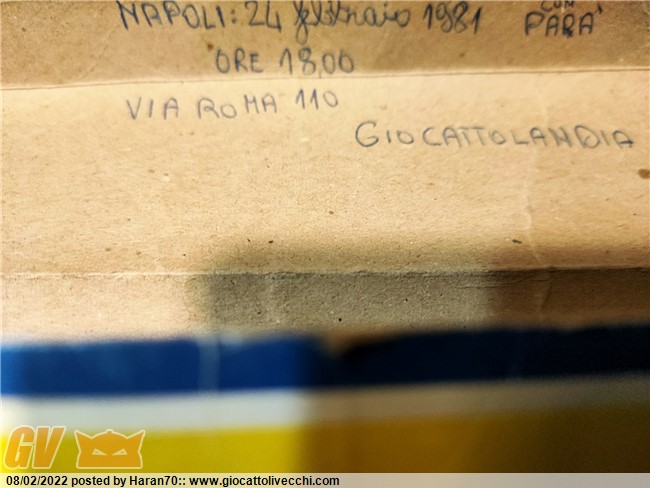 NAPOLI: 24 febbraio 1981
CON PARA'
ORE 18,00
VIA ROMA 110
GIOCATTOLANDIA
GV
08/02/2022 posted by Haran70:: www.giocattolivecchi.com